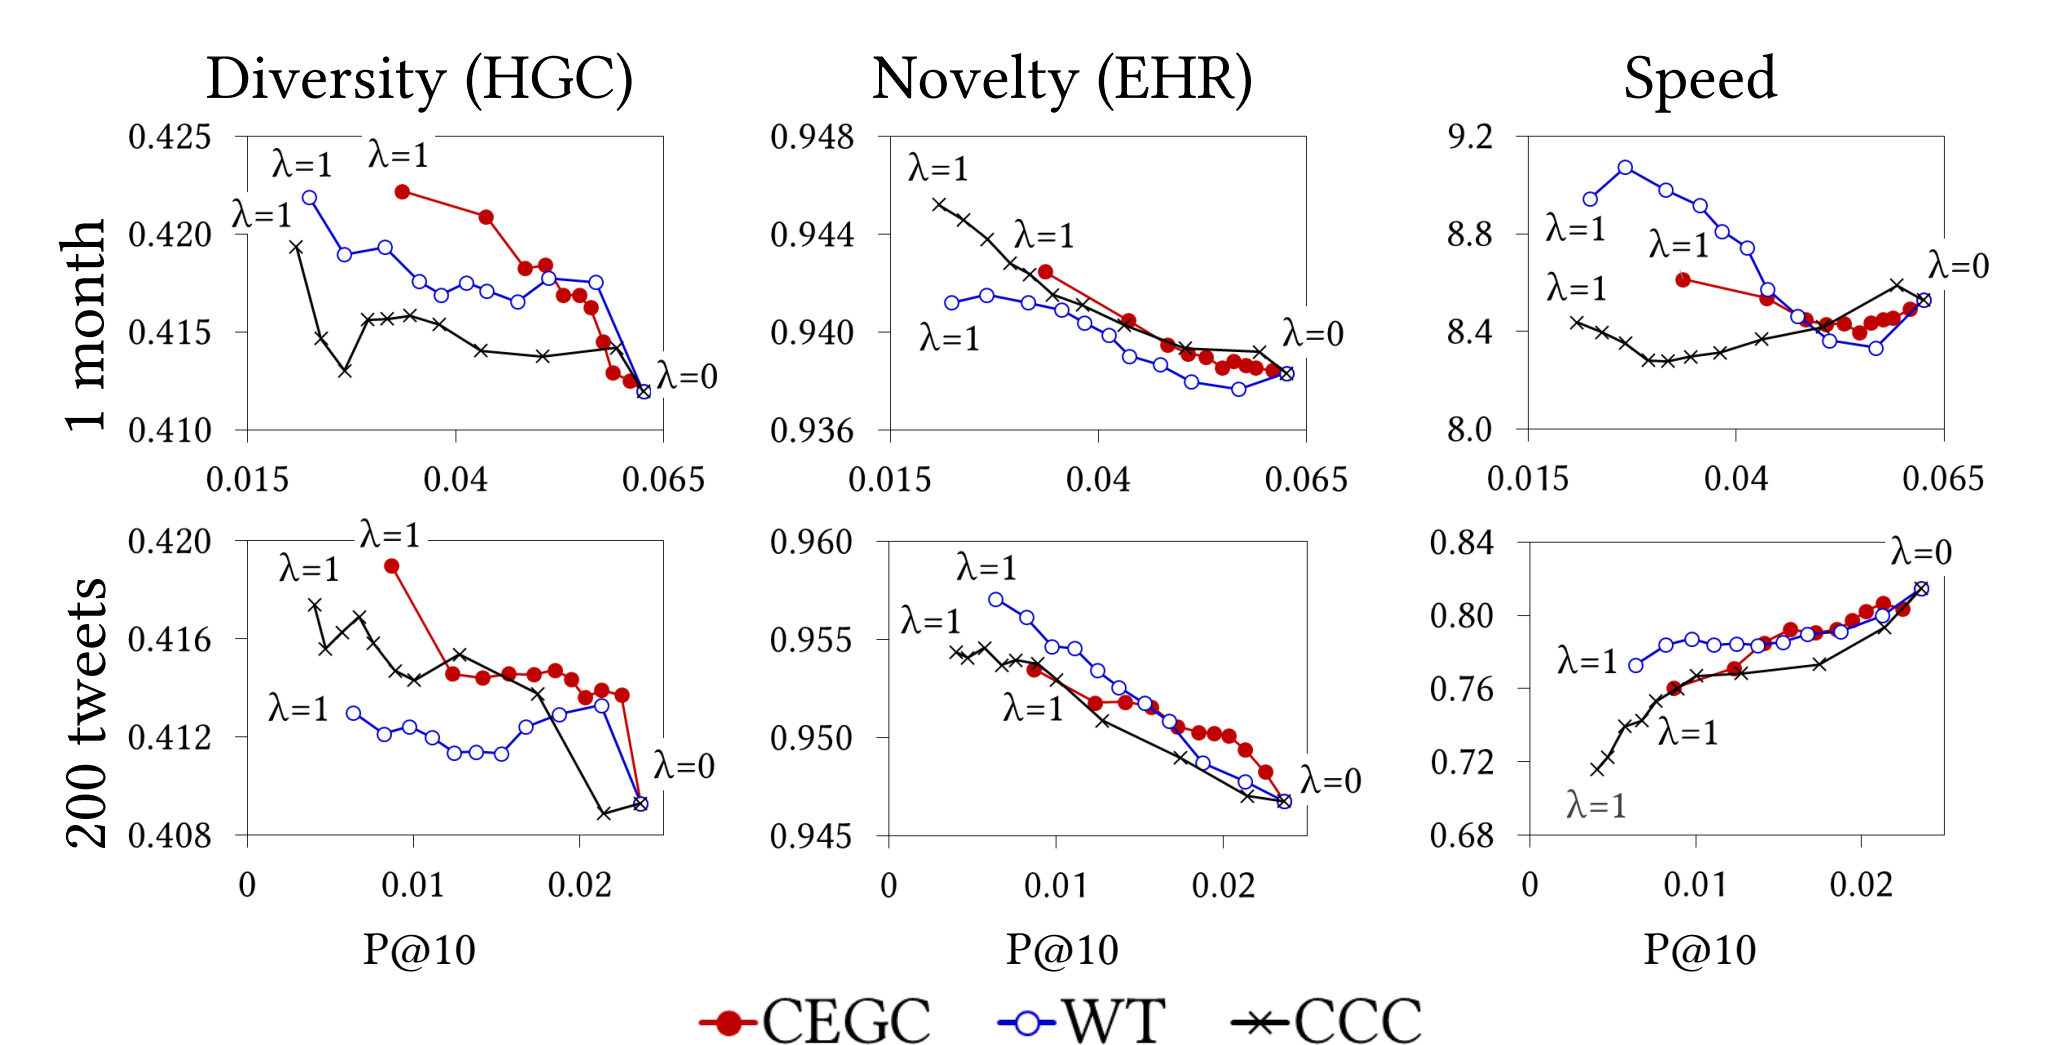 Diversity (HGC) Novelty (EHR) Speed
1 month
0.425
0.420
0.415
0.410
λ=1
λ=1
λ=1
λ=0
0.015 0.04 0.065
0.948
0.944
0.940
0.936
λ=1
λ=1
λ=1
λ=0
0.015 0.04 0.065
9.2
8.8
8.4
8.0
λ=1
λ=1
λ=1
λ=0
0.015 0.04 0.065
200 tweets
0.420
0.416
0.412
0.408
λ=1
λ=1
λ=1
λ=0
0 0.01 0.02
P@10
0.960
0.955
0.950
0.945
λ=1
λ=1
λ=1
λ=0
0 0.01 0.02
P@10
0.84
0.80
0.76
0.72
0.68
λ=0
λ=1
λ=1
λ=1
0 0.01 0.02
P@10
CEGC WT CCC